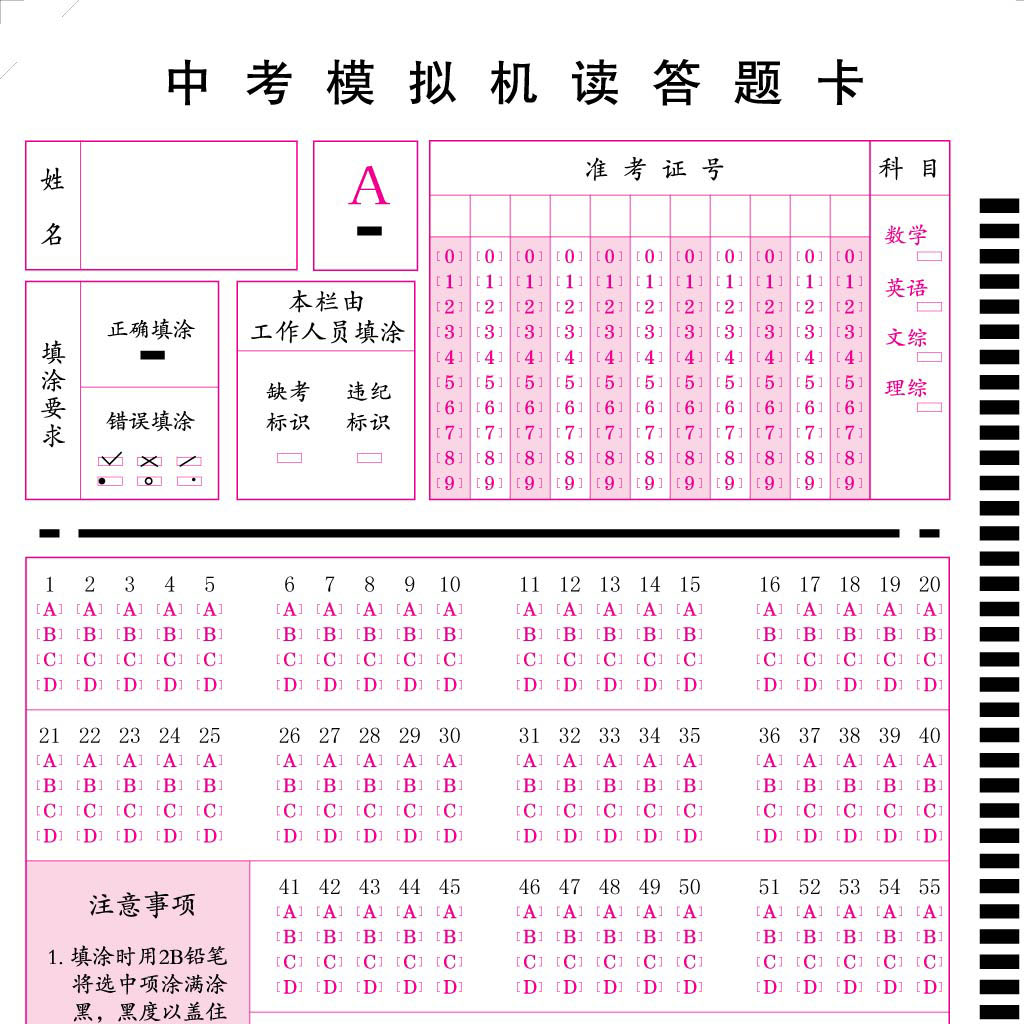 中考模拟机读答题卡
姓名
A
准考证号
科目
[0] [0] [0] [0] [0] [0] [0] [0] [0] [0] [0]
[1] [1] [1] [1] [1] [1] [1] [1] [1] [1] [1]
[2] [2] [2] [2] [2] [2] [2] [2] [2] [2] [2]
[3] [3] [3] [3] [3] [3] [3] [3] [3] [3] [3]
[4] [4] [4] [4] [4] [4] [4] [4] [4] [4] [4]
[5] [5] [5] [5] [5] [5] [5] [5] [5] [5] [5]
[6] [6] [6] [6] [6] [6] [6] [6] [6] [6] [6]
[7] [7] [7] [7] [7] [7] [7] [7] [7] [7] [7]
[8] [8] [8] [8] [8] [8] [8] [8] [8] [8] [8]
[9] [9] [9] [9] [9] [9] [9] [9] [9] [9] [9]
数学
英语
文综
理综
填涂要求
正确填涂
错误填涂
本栏由
工作人员填涂
缺考 违纪
标识 标识
1 2 3 4 5 6 7 8 9 10 11 12 13 14 15 16 17 18 19 20
[A] [A] [A] [A] [A] [A] [A] [A] [A] [A] [A] [A] [A] [A] [A] [A] [A] [A] [A] [A]
[B] [B] [B] [B] [B] [B] [B] [B] [B] [B] [B] [B] [B] [B] [B] [B] [B] [B] [B] [B]
[C] [C] [C] [C] [C] [C] [C] [C] [C] [C] [C] [C] [C] [C] [C] [C] [C] [C] [C] [C]
[D] [D] [D] [D] [D] [D] [D] [D] [D] [D] [D] [D] [D] [D] [D] [D] [D] [D] [D] [D]
21 22 23 24 25 26 27 28 29 30 31 32 33 34 35 36 37 38 39 40
[A] [A] [A] [A] [A] [A] [A] [A] [A] [A] [A] [A] [A] [A] [A] [A] [A] [A] [A] [A]
[B] [B] [B] [B] [B] [B] [B] [B] [B] [B] [B] [B] [B] [B] [B] [B] [B] [B] [B] [B]
[C] [C] [C] [C] [C] [C] [C] [C] [C] [C] [C] [C] [C] [C] [C] [C] [C] [C] [C] [C]
[D] [D] [D] [D] [D] [D] [D] [D] [D] [D] [D] [D] [D] [D] [D] [D] [D] [D] [D] [D]
注意事项
1. 填涂时用2B铅笔
将选中项涂满涂
黑，黑度以盖住
41 42 43 44 45 46 47 48 49 50 51 52 53 54 55
[A] [A] [A] [A] [A] [A] [A] [A] [A] [A] [A] [A] [A] [A] [A]
[B] [B] [B] [B] [B] [B] [B] [B] [B] [B] [B] [B] [B] [B] [B]
[C] [C] [C] [C] [C] [C] [C] [C] [C] [C] [C] [C] [C] [C] [C]
[D] [D] [D] [D] [D] [D] [D] [D] [D] [D] [D] [D] [D] [D] [D]